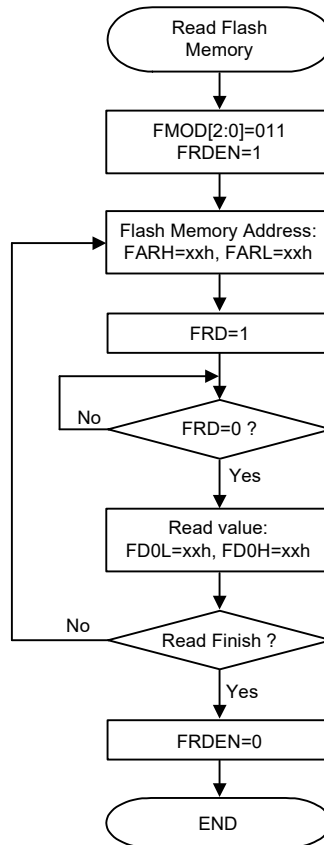 Read Flash
Memory
FMOD[2:0]=011
FRDEN=1
Flash Memory Address:
FARH=xxh, FARL=xxh
FRD=1
No
FRD=0 ?
Yes
Read value:
FD0L=xxh, FD0H=xxh
No
Read Finish ?
Yes
FRDEN=0
END